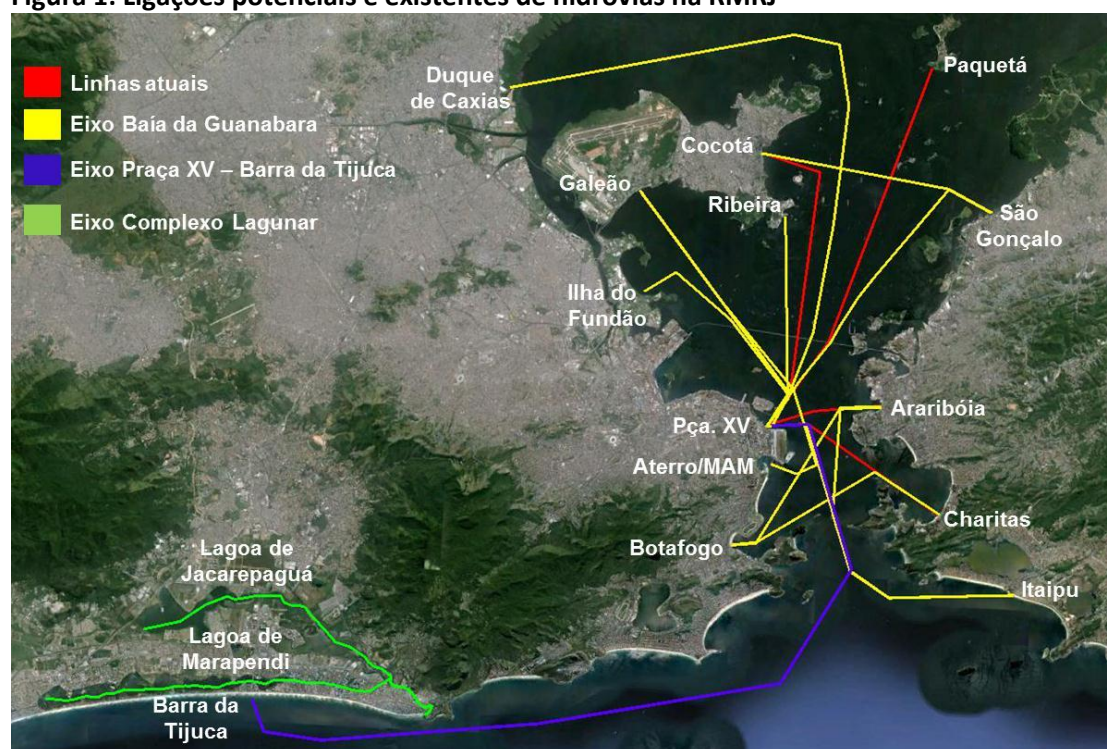 Figura 1: Ligações potenciais e existentes de hidrovias na RMRJ
Linhas atuais
Eixo Baía da Guanabara
Eixo Praça XV – Barra da Tijuca
Eixo Complexo Lagunar
Duque
de Caxias
Paquetá
Cocotá
Galeão
Ribeira
São
Gonçalo
Ilha do
Fundão
Pça. XV
Araribóia
Aterro/MAM
Charitas
Botafogo
Itaipu
Lagoa de
Jacarepaguá
Lagoa de
Marapendi
Barra da
Tijuca